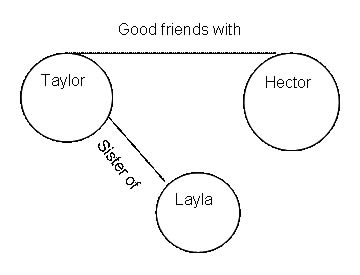 Good friends with
Taylor
Hector
Sister of
Layla